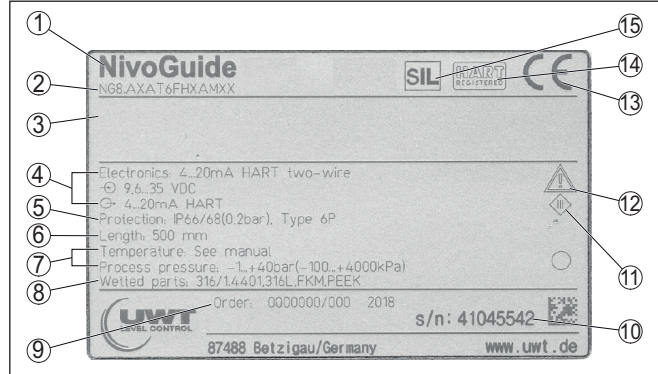 1
NivoGuide
2
NG8.AXAT6FHXAMXX
3
SIL
HART
REGISTERED
CE
15
14
13
4
Electronics: 4...20mA HART two-wire
9,6...35 VDC
4...20mA HART
5
Protection: IP66/68(0.2bar), Type 6P
6
Length: 500 mm
7
Temperature: See manual
Process pressure: -1...+40bar(-100...+4000kPa)
8
Wetted parts: 316/1.4401,316L,FKM,PEEK
12
11
Order: 0000000/000 2018
9
UWT
LEVEL CONTROL
s/n: 41045542
10
87488 Betzigau/Germany
www.uwt.de